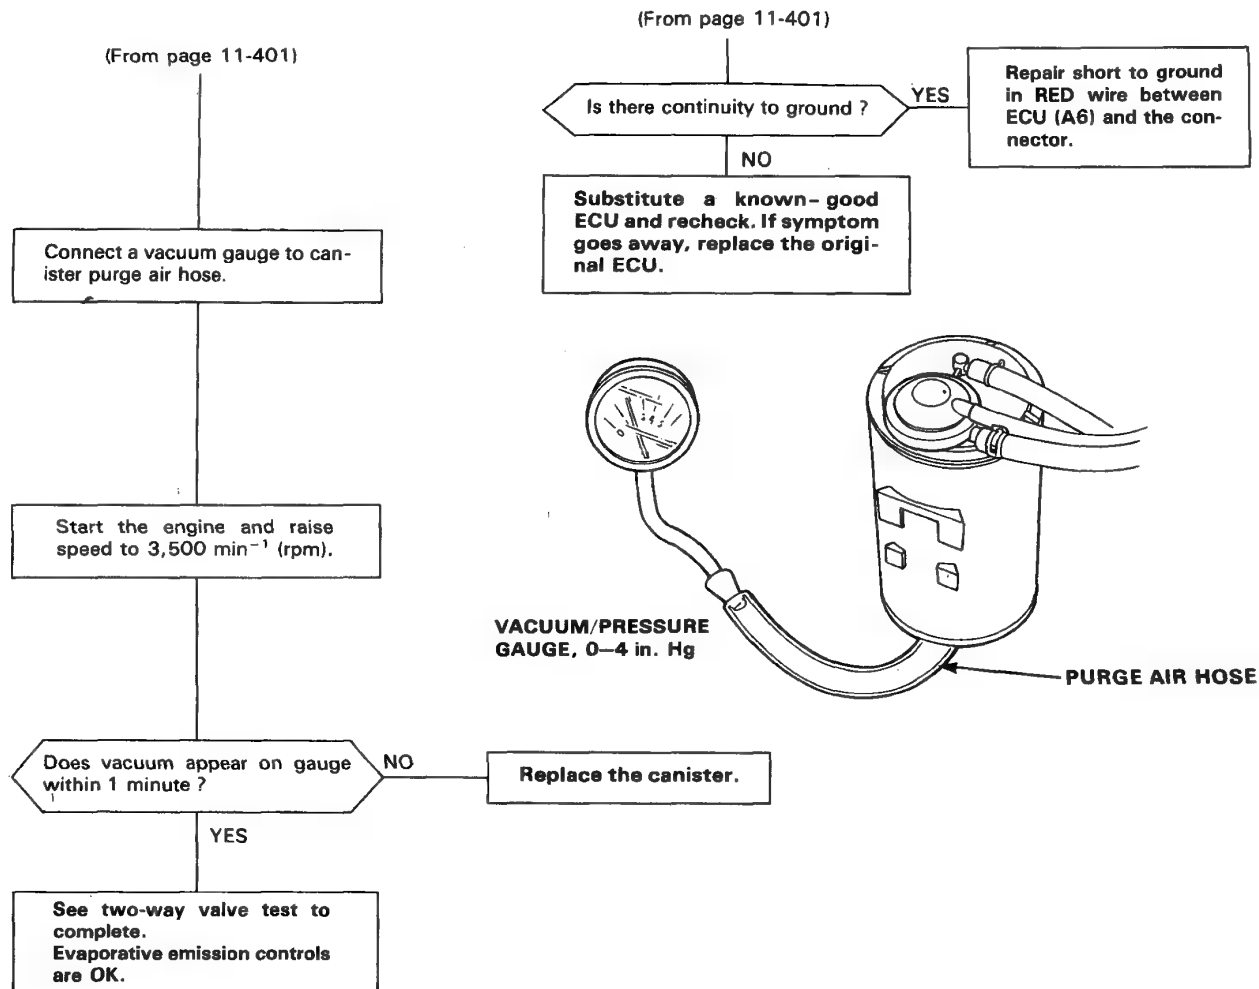 (From page 11-401)
Connect a vacuum gauge to can-
ister purge air hose.
Start the engine and raise
speed to 3,500 min⁻¹ (rpm).
Does vacuum appear on gauge
within 1 minute ?
NO
Replace the canister.
YES
See two-way valve test to
complete.
Evaporative emission controls
are OK.
(From page 11-401)
Is there continuity to ground ?
YES
Repair short to ground
in RED wire between
ECU (A6) and the con-
nector.
NO
Substitute a known-good
ECU and recheck. If symptom
goes away, replace the origi-
nal ECU.
VACUUM/PRESSURE
GAUGE, 0–4 in. Hg
PURGE AIR HOSE